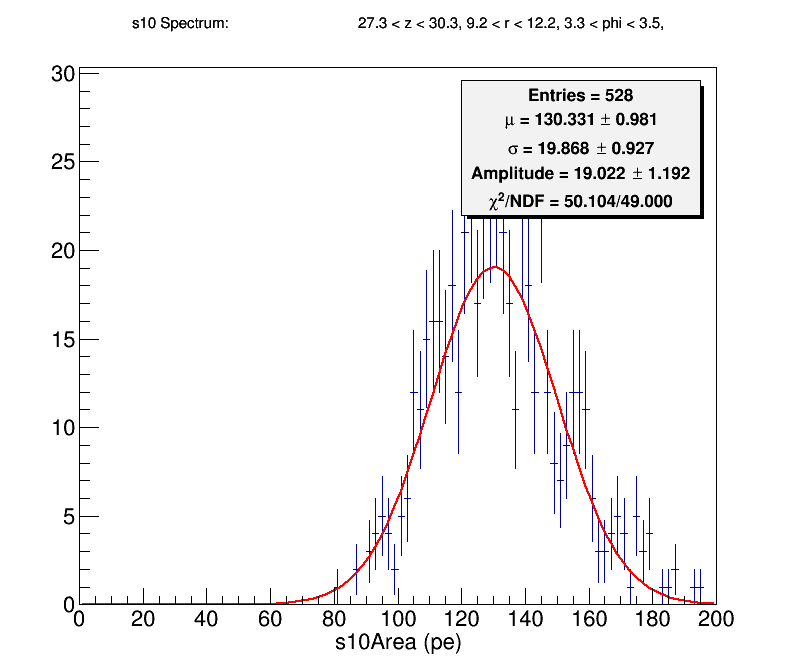 s10 Spectrum: 27.3 < z < 30.3, 9.2 < r < 12.2, 3.3 < phi < 3.5,
Entries = 528
μ = 130.331 ± 0.981
σ = 19.868 ± 0.927
Amplitude = 19.022 ± 1.192
χ²/NDF = 50.104/49.000
30
25
20
15
10
5
0
0 20 40 60 80 100 120 140 160 180 200
s10Area (pe)